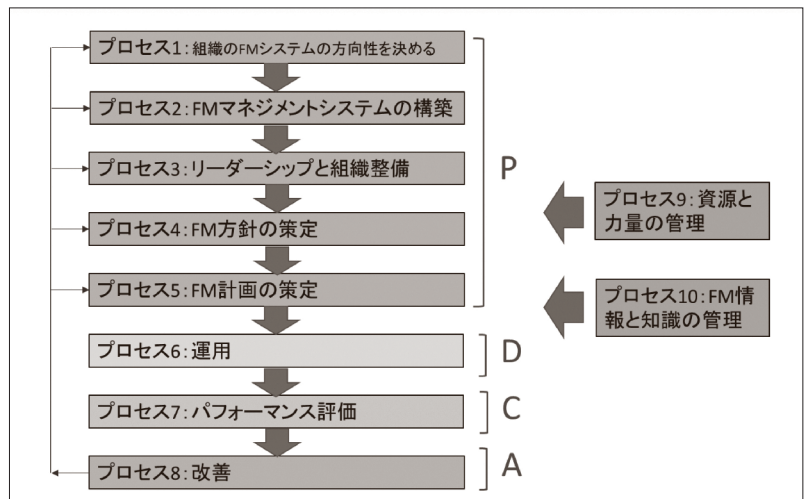 プロセス1：組織のFMシステムの方向性を決める
プロセス2：FMマネジメントシステムの構築
プロセス3：リーダーシップと組織整備
プロセス4：FM方針の策定
プロセス5：FM計画の策定
P
プロセス6：運用
D
プロセス7：パフォーマンス評価
C
プロセス8：改善
A
プロセス9：資源と
力量の管理
プロセス10：FM情
報と知識の管理